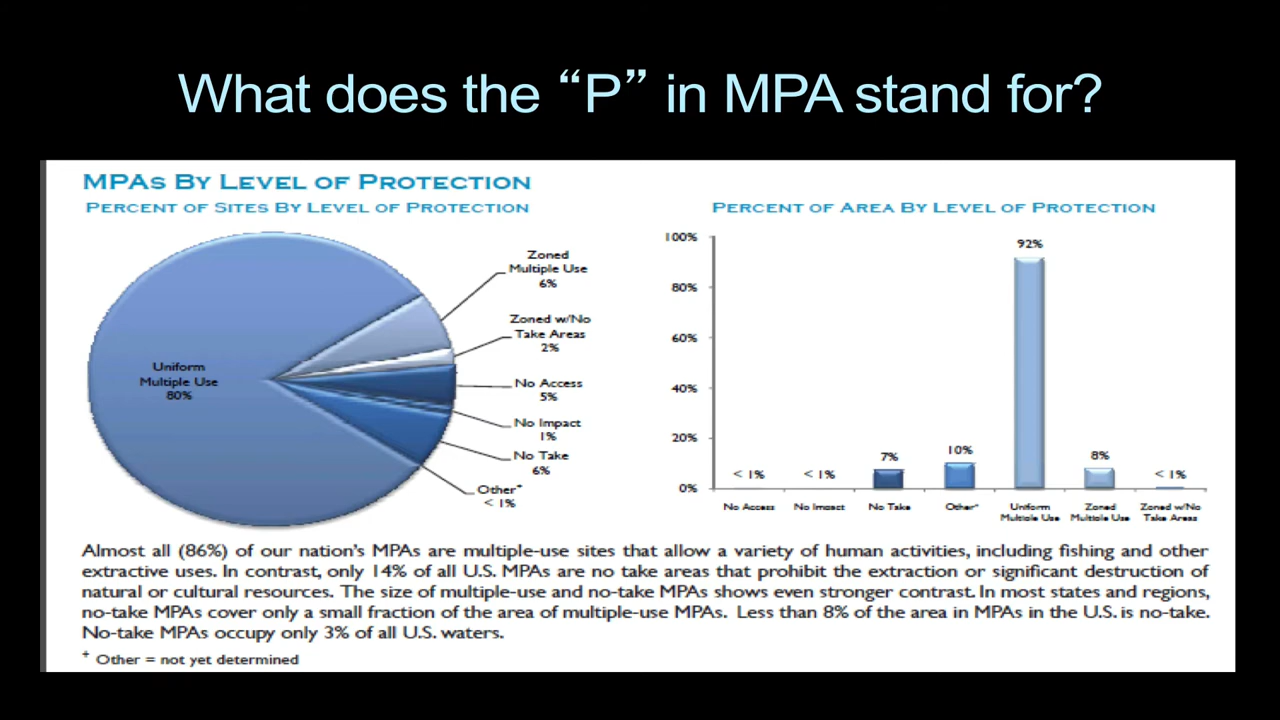 What does the “P” in MPA stand for?
MPAs By Level of Protection
Percent of Sites By Level of Protection
Zoned
Multiple Use
6%
Zoned w/No
Take Areas
2%
Uniform
Multiple Use
80%
No Access
5%
No Impact
1%
No Take
6%
Other⁺
< 1%
Percent of Area By Level of Protection
100%
80%
60%
40%
20%
0%
< 1%
< 1%
7%
10%
92%
8%
< 1%
No Access
No Impact
No Take
Other⁺
Uniform
Multiple Use
Zoned
Multiple Use
Zoned w/No
Take Areas
Almost all (86%) of our nation’s MPAs are multiple-use sites that allow a variety of human activities, including fishing and other
extractive uses. In contrast, only 14% of all U.S. MPAs are no take areas that prohibit the extraction or significant destruction of
natural or cultural resources. The size of multiple-use and no-take MPAs shows even stronger contrast. In most states and regions,
no-take MPAs cover only a small fraction of the area of multiple-use MPAs. Less than 8% of the area in MPAs in the U.S. is no-take.
No-take MPAs occupy only 3% of all U.S. waters.
⁺ Other = not yet determined